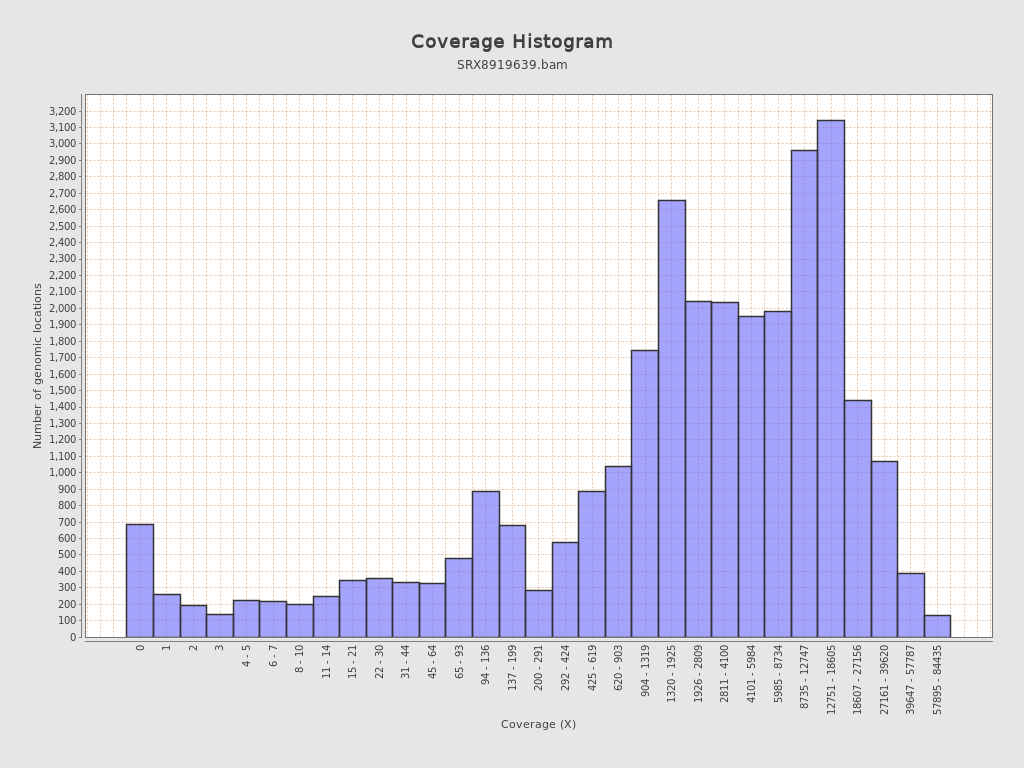 Coverage Histogram
SRX8919639.bam
Number of genomic locations
3,200
3,100
3,000
2,900
2,800
2,700
2,600
2,500
2,400
2,300
2,200
2,100
2,000
1,900
1,800
1,700
1,600
1,500
1,400
1,300
1,200
1,100
1,000
900
800
700
600
500
400
300
200
100
0
0
1
2
3
4 - 5
6 - 7
8 - 10
11 - 14
15 - 21
22 - 30
31 - 44
45 - 64
65 - 93
94 - 136
137 - 199
200 - 291
292 - 424
425 - 619
620 - 903
904 - 1319
1320 - 1925
1926 - 2809
2811 - 4100
4101 - 5984
5985 - 8734
8735 - 12747
12751 - 18605
18607 - 27156
27161 - 39620
39647 - 57787
57895 - 84435
Coverage (X)